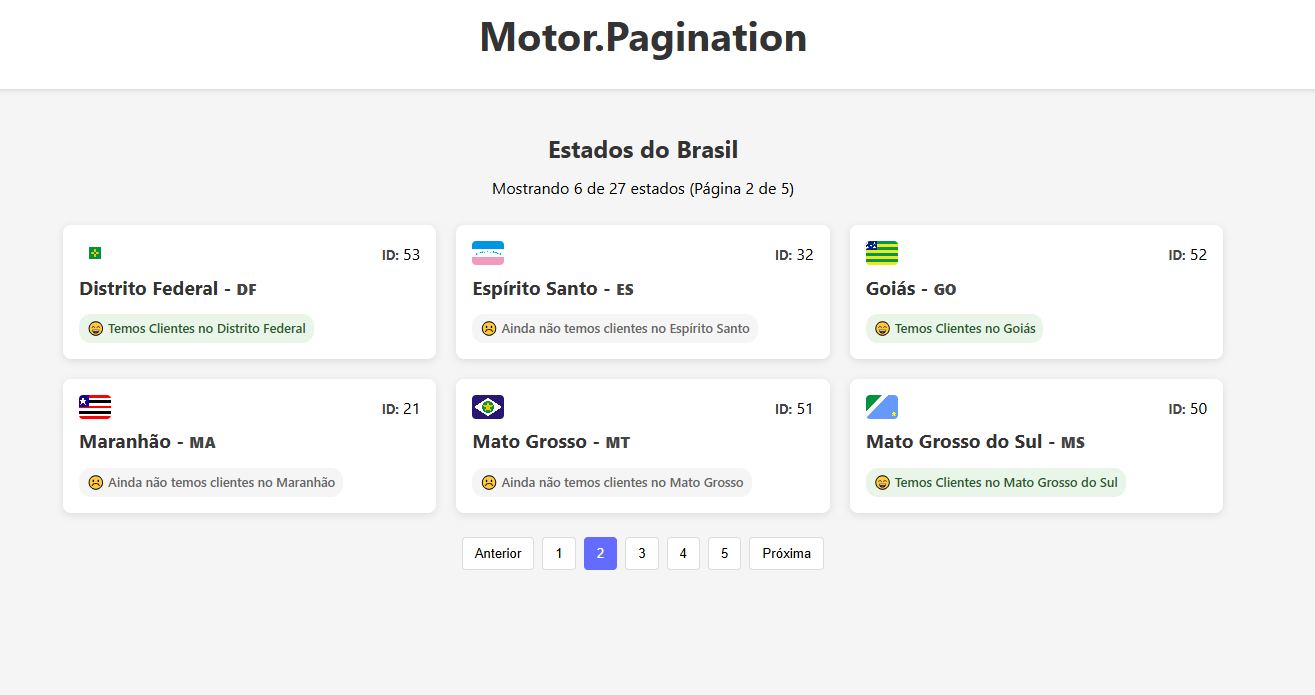 Motor.Pagination
Estados do Brasil
Mostrando 6 de 27 estados (Página 2 de 5)
ID: 53
Distrito Federal - DF
Temos Clientes no Distrito Federal
ID: 32
Espírito Santo - ES
Ainda não temos clientes no Espírito Santo
ID: 52
Goiás - GO
Temos Clientes no Goiás
ID: 21
Maranhão - MA
Ainda não temos clientes no Maranhão
ID: 51
Mato Grosso - MT
Ainda não temos clientes no Mato Grosso
ID: 50
Mato Grosso do Sul - MS
Temos Clientes no Mato Grosso do Sul
Anterior 1 2 3 4 5 Próxima